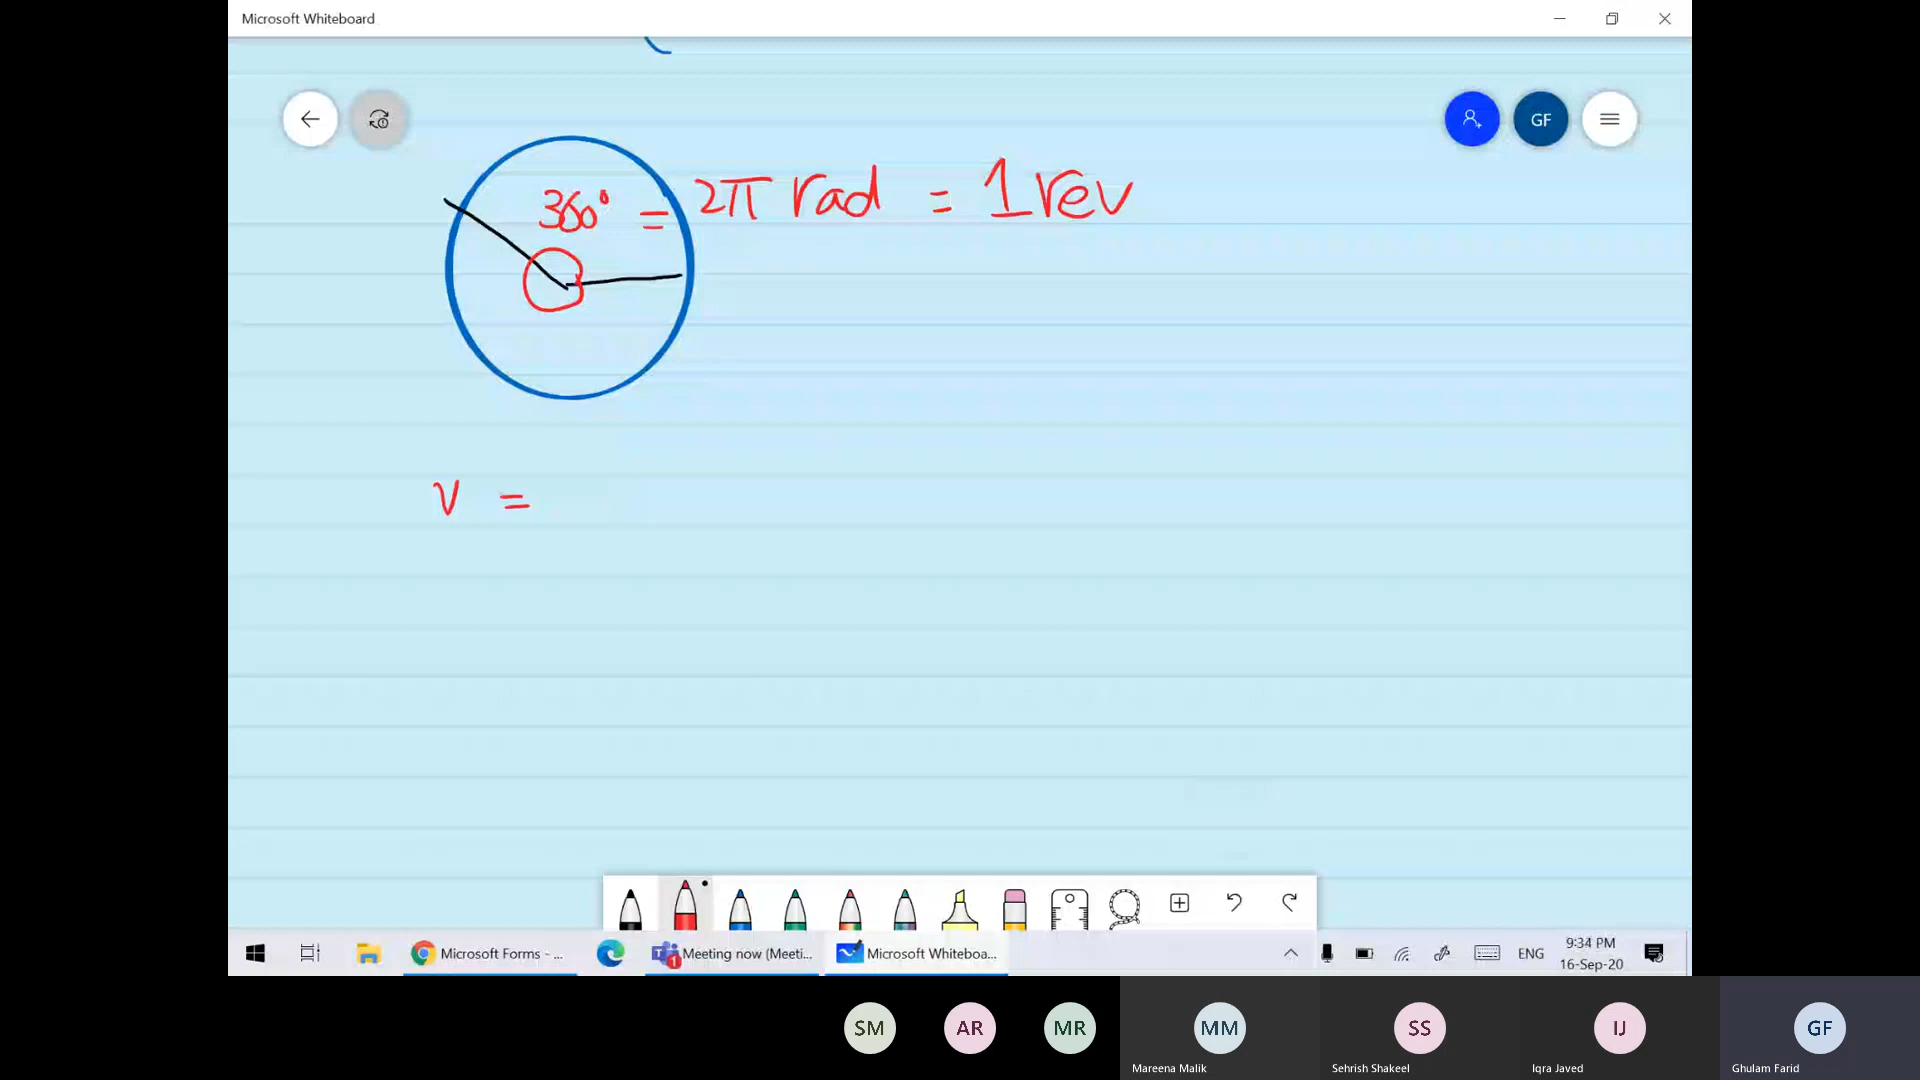 Microsoft Whiteboard
GF
360° = 2π rad = 1 rev
v =
Microsoft Forms - ...
1
Meeting now (Meeti...
Microsoft Whiteboa...
ENG
9:34 PM
16-Sep-20
SM
AR
MR
MM
SS
IJ
GF
Mareena Malik
Sehrish Shakeel
Iqra Javed
Ghulam Farid